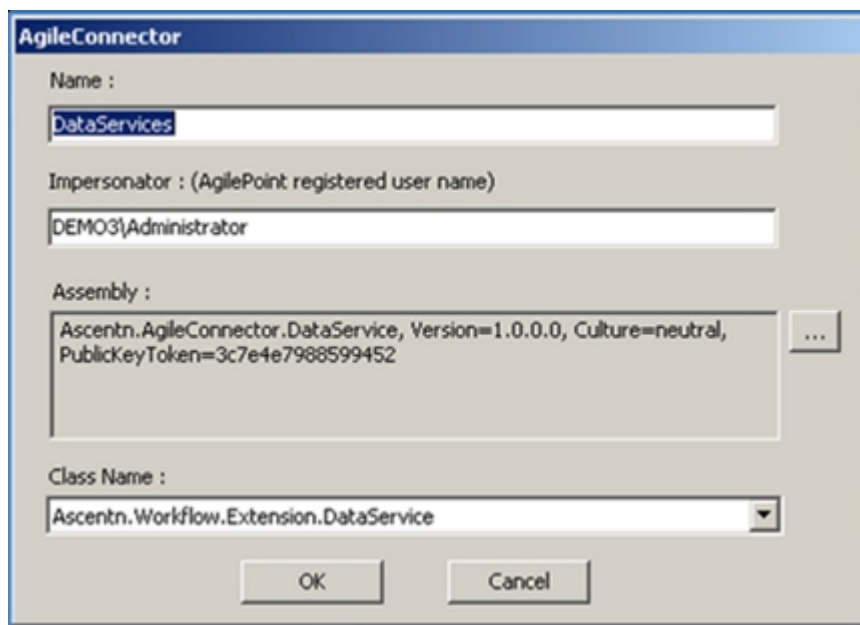 AgileConnector
Name :
DataServices
Impersonator : (AgilePoint registered user name)
DEMO3\Administrator
Assembly :
Ascentn.AgileConnector.DataService, Version=1.0.0.0, Culture=neutral,
PublicKeyToken=3c7e4e7988599452
...
Class Name :
Ascentn.Workflow.Extension.DataService
OK Cancel